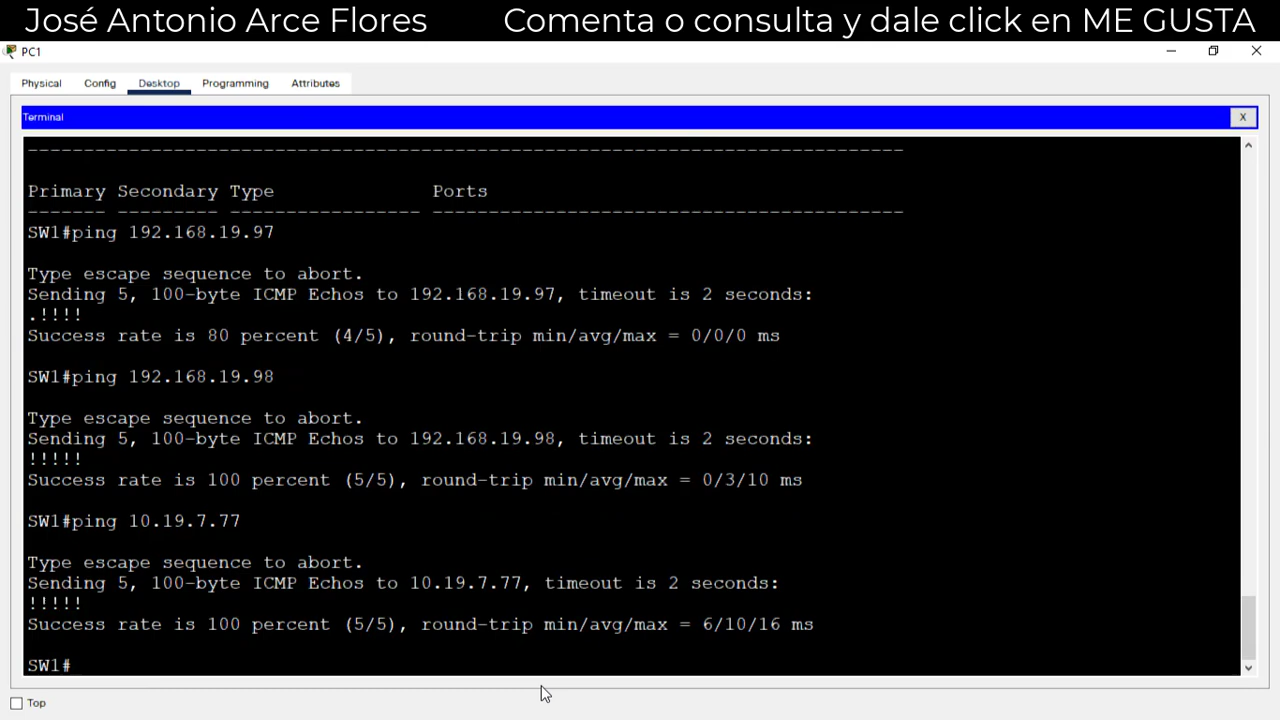 José Antonio Arce Flores Comenta o consulta y dale click en ME GUSTA
PC1
Physical Config Desktop Programming Attributes
Terminal X
------------------------------------------------------------------------------
Primary Secondary Type              Ports
------- --------- ----------------- ------------------------------------------
SW1#ping 192.168.19.97
Type escape sequence to abort.
Sending 5, 100-byte ICMP Echos to 192.168.19.97, timeout is 2 seconds:
.!!!!
Success rate is 80 percent (4/5), round-trip min/avg/max = 0/0/0 ms
SW1#ping 192.168.19.98
Type escape sequence to abort.
Sending 5, 100-byte ICMP Echos to 192.168.19.98, timeout is 2 seconds:
!!!!!
Success rate is 100 percent (5/5), round-trip min/avg/max = 0/3/10 ms
SW1#ping 10.19.7.77
Type escape sequence to abort.
Sending 5, 100-byte ICMP Echos to 10.19.7.77, timeout is 2 seconds:
!!!!!
Success rate is 100 percent (5/5), round-trip min/avg/max = 6/10/16 ms
SW1#
Top